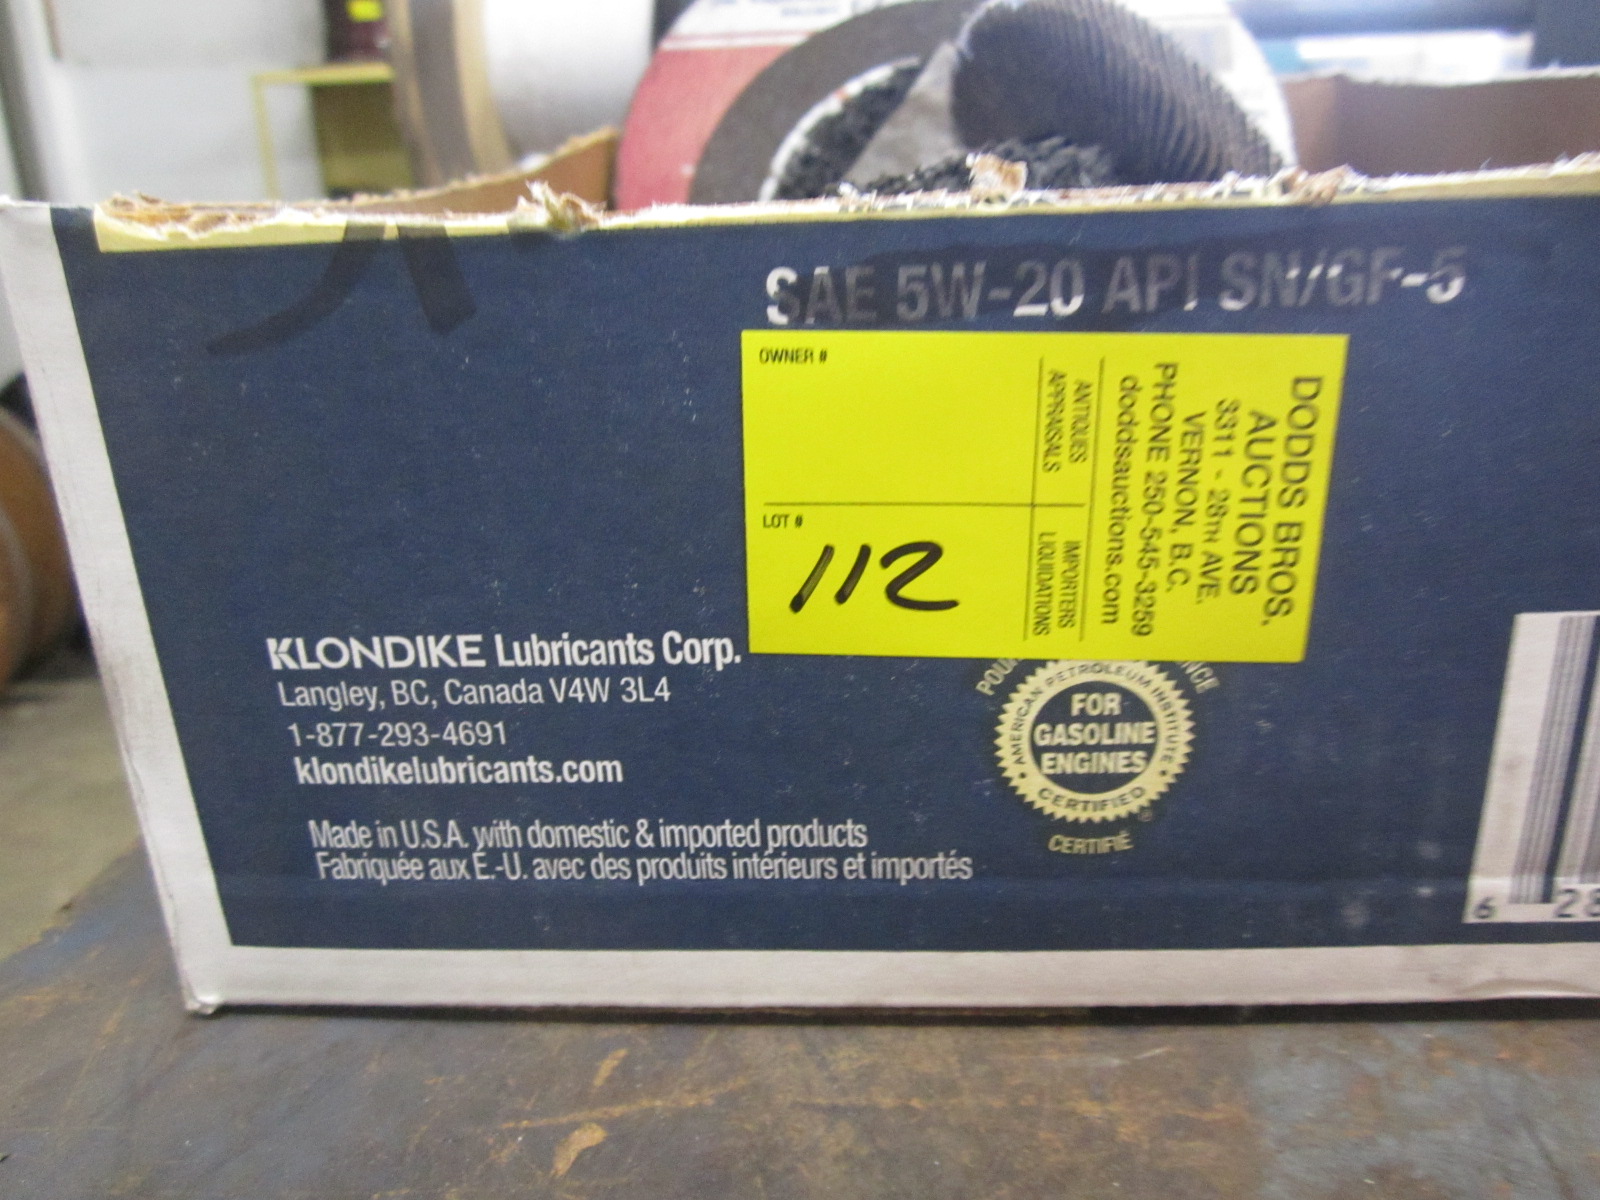 SAE 5W-20 API SN/GF-5
OWNER #
LOT #
112
ANTIQUES
APPRAISALS
IMPORTERS
LIQUIDATIONS
DODDS BROS.
AUCTIONS
3311 - 28TH AVE.
VERNON, B.C.
PHONE 250-545-3259
doddsauctions.com
KLONDIKE Lubricants Corp.
Langley, BC, Canada V4W 3L4
1-877-293-4691
klondikelubricants.com
Made in U.S.A. with domestic & imported products
Fabriquée aux É.-U. avec des produits intérieurs et importés
AMERICAN PETROLEUM INSTITUTE
FOR
GASOLINE
ENGINES
CERTIFIED
CERTIFIÉ
6 28